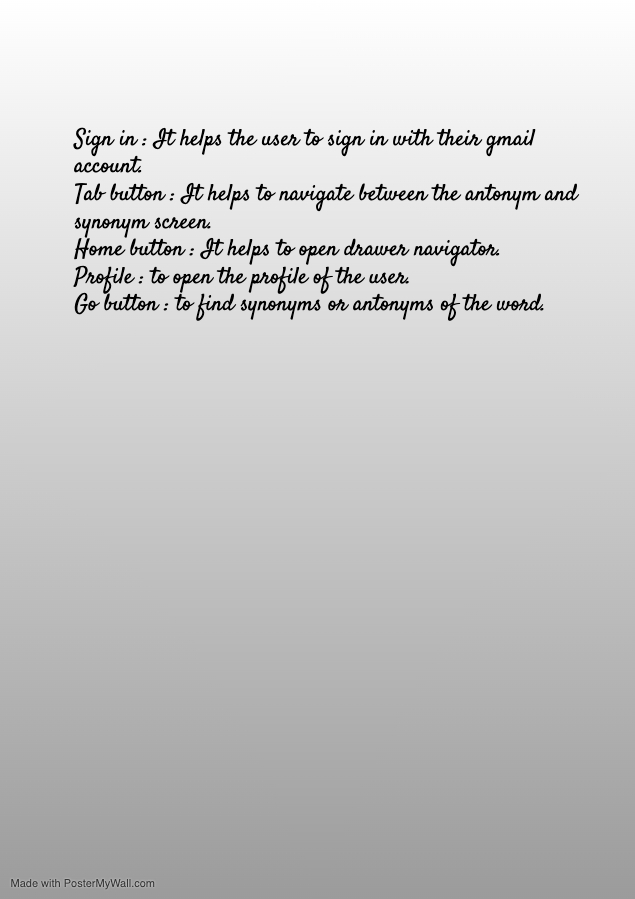 Sign in : It helps the user to sign in with their gmail
account.
Tab button : It helps to navigate between the antonym and
synonym screen.
Home button : It helps to open drawer navigator.
Profile : to open the profile of the user.
Go button : to find synonyms or antonyms of the word.
Made with PosterMyWall.com